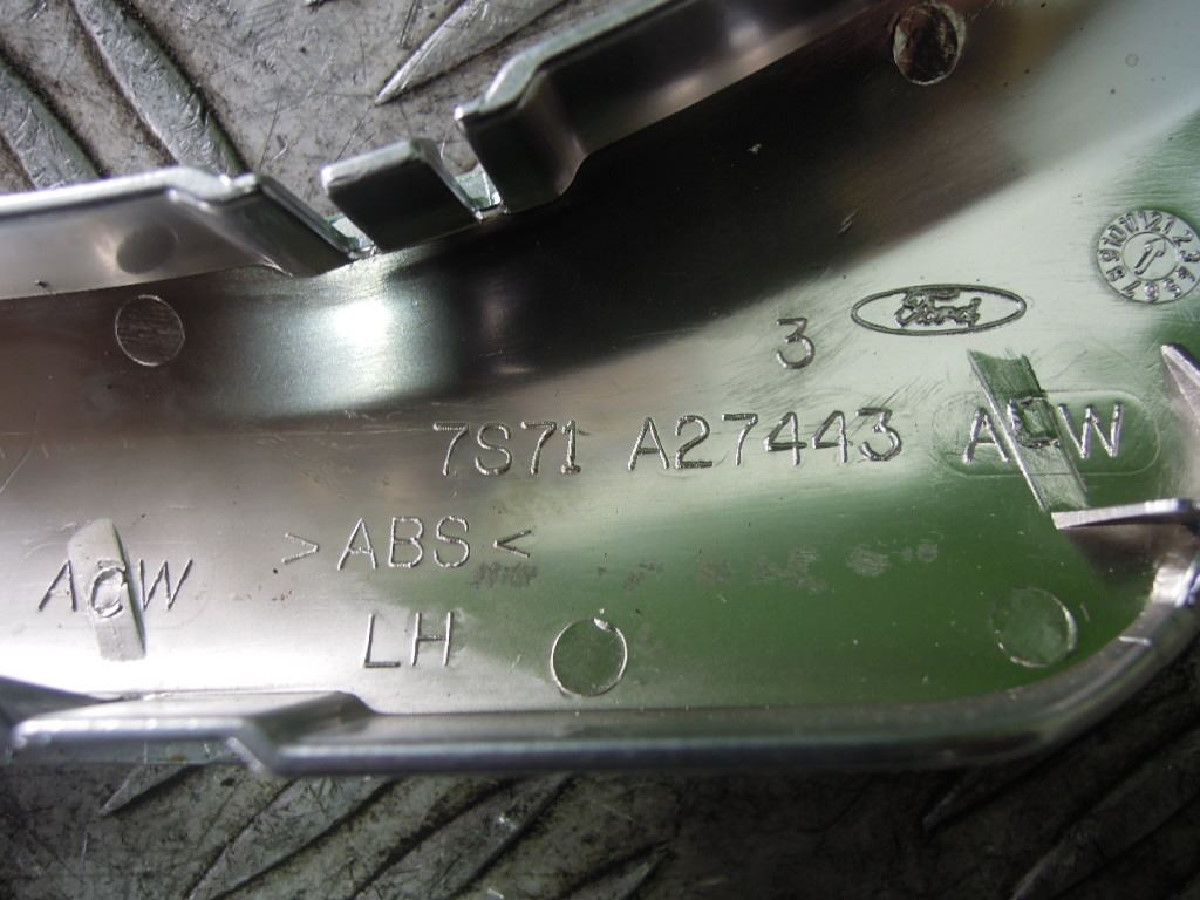 3 Ford
7S71 A27443 ACW
>ABS<
ACW
LH